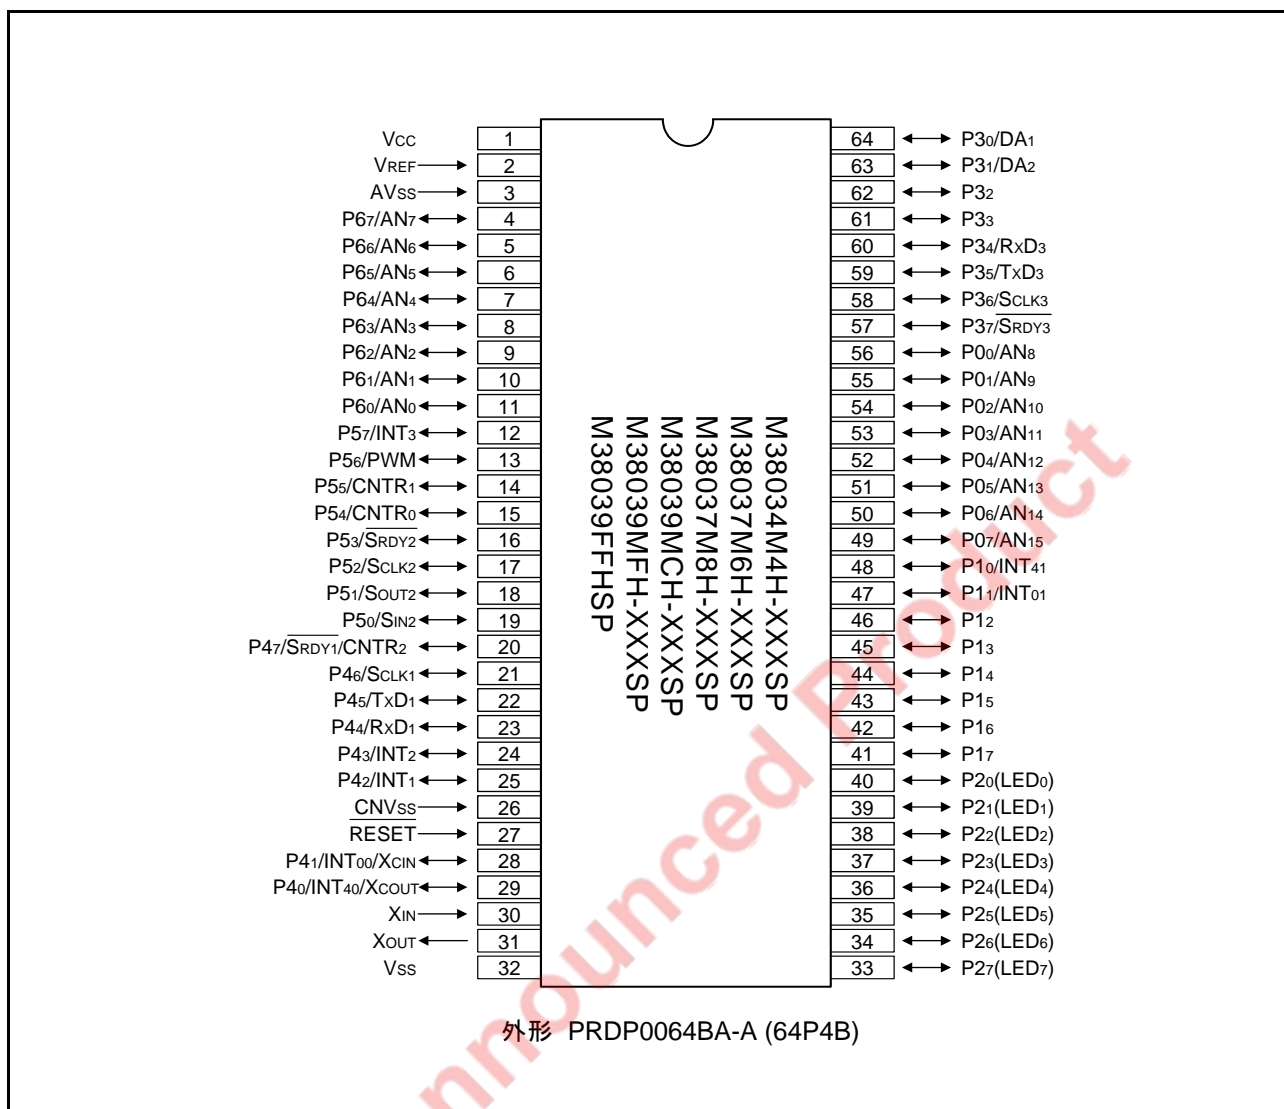 Vcc 1
VREF 2
AVss 3
P67/AN7 4
P66/AN6 5
P65/AN5 6
P64/AN4 7
P63/AN3 8
P62/AN2 9
P61/AN1 10
P60/AN0 11
P57/INT3 12
P56/PWM 13
P55/CNTR1 14
P54/CNTR0 15
P53/SRDY2 16
P52/SCLK2 17
P51/SOUT2 18
P50/SIN2 19
P47/SRDY1/CNTR2 20
P46/SCLK1 21
P45/TxD1 22
P44/RxD1 23
P43/INT2 24
P42/INT1 25
CNVss 26
RESET 27
P41/INT00/XCIN 28
P40/INT40/XCOUT 29
XIN 30
XOUT 31
Vss 32
M38034M4H-XXXSP
M38037M6H-XXXSP
M38037M8H-XXXSP
M38039MCH-XXXSP
M38039MFH-XXXSP
M38039FFHSP
64 P30/DA1
63 P31/DA2
62 P32
61 P33
60 P34/RxD3
59 P35/TxD3
58 P36/SCLK3
57 P37/SRDY3
56 P00/AN8
55 P01/AN9
54 P02/AN10
53 P03/AN11
52 P04/AN12
51 P05/AN13
50 P06/AN14
49 P07/AN15
48 P10/INT41
47 P11/INT01
46 P12
45 P13
44 P14
43 P15
42 P16
41 P17
40 P20(LED0)
39 P21(LED1)
38 P22(LED2)
37 P23(LED3)
36 P24(LED4)
35 P25(LED5)
34 P26(LED6)
33 P27(LED7)
外形 PRDP0064BA-A (64P4B)
nnounced Product